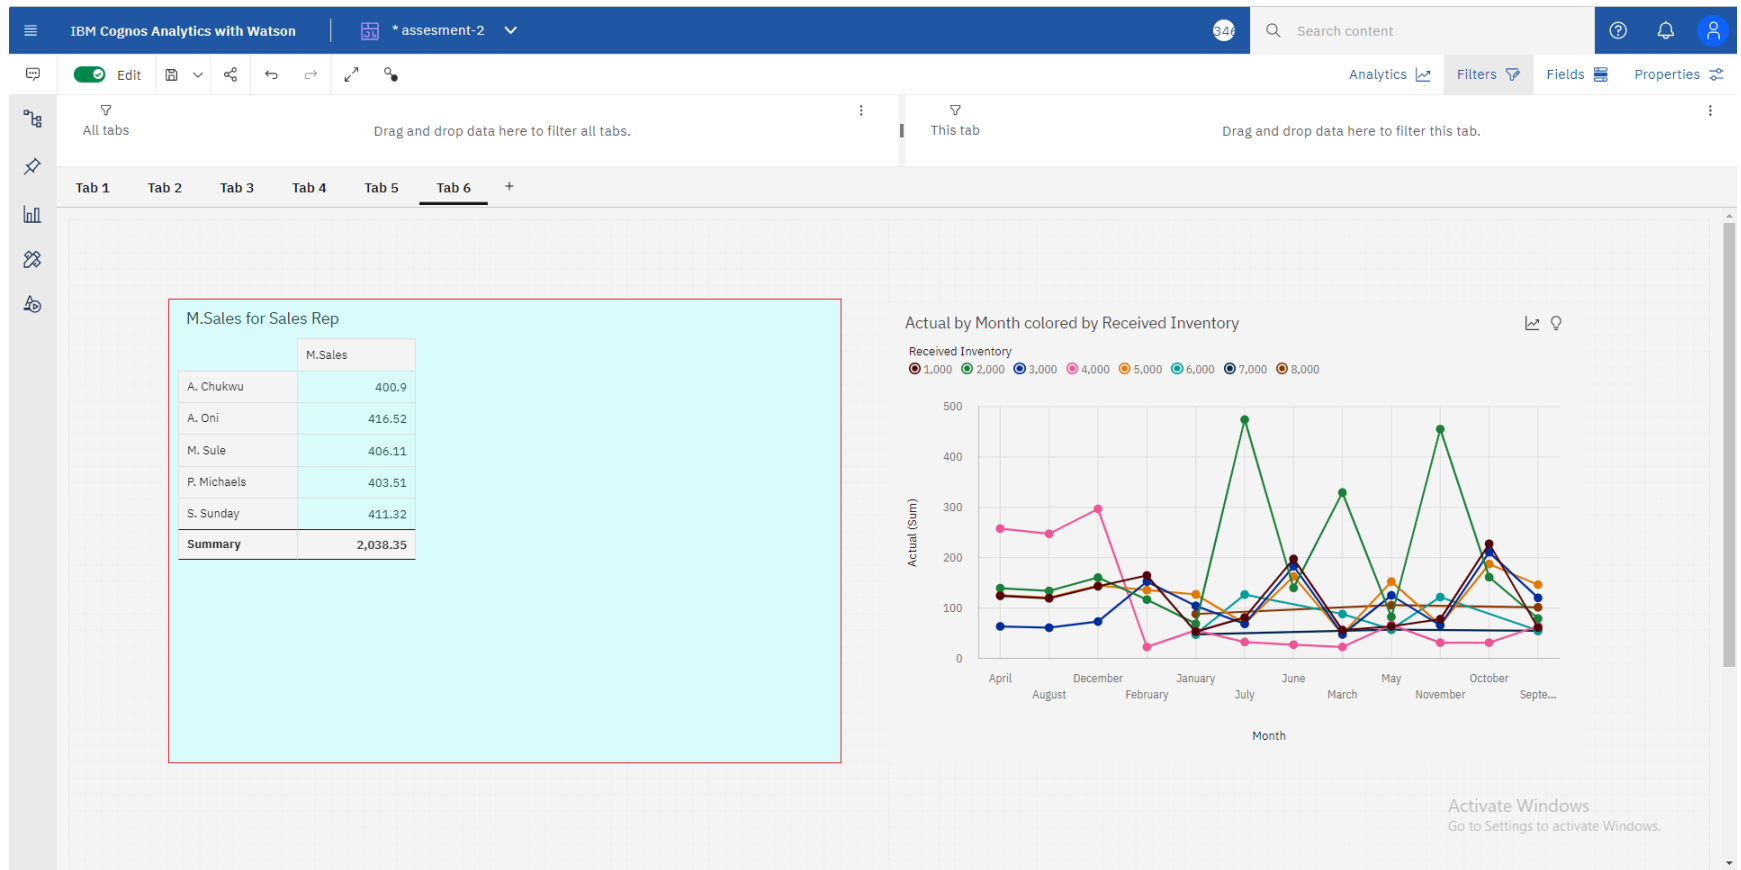 IBM Cognos Analytics with Watson
* assesment-2
Search content
Edit
Analytics
Filters
Fields
Properties
All tabs
Drag and drop data here to filter all tabs.
This tab
Drag and drop data here to filter this tab.
Tab 1 Tab 2 Tab 3 Tab 4 Tab 5 Tab 6 +
M.Sales for Sales Rep
M.Sales
A. Chukwu 400.9
A. Oni 416.52
M. Sule 406.11
P. Michaels 403.51
S. Sunday 411.32
Summary 2,038.35
Actual by Month colored by Received Inventory
Received Inventory
1,000 2,000 3,000 4,000 5,000 6,000 7,000 8,000
Actual (Sum)
500
400
300
200
100
0
April December January June May October
August February July March November Septe...
Month
Activate Windows
Go to Settings to activate Windows.